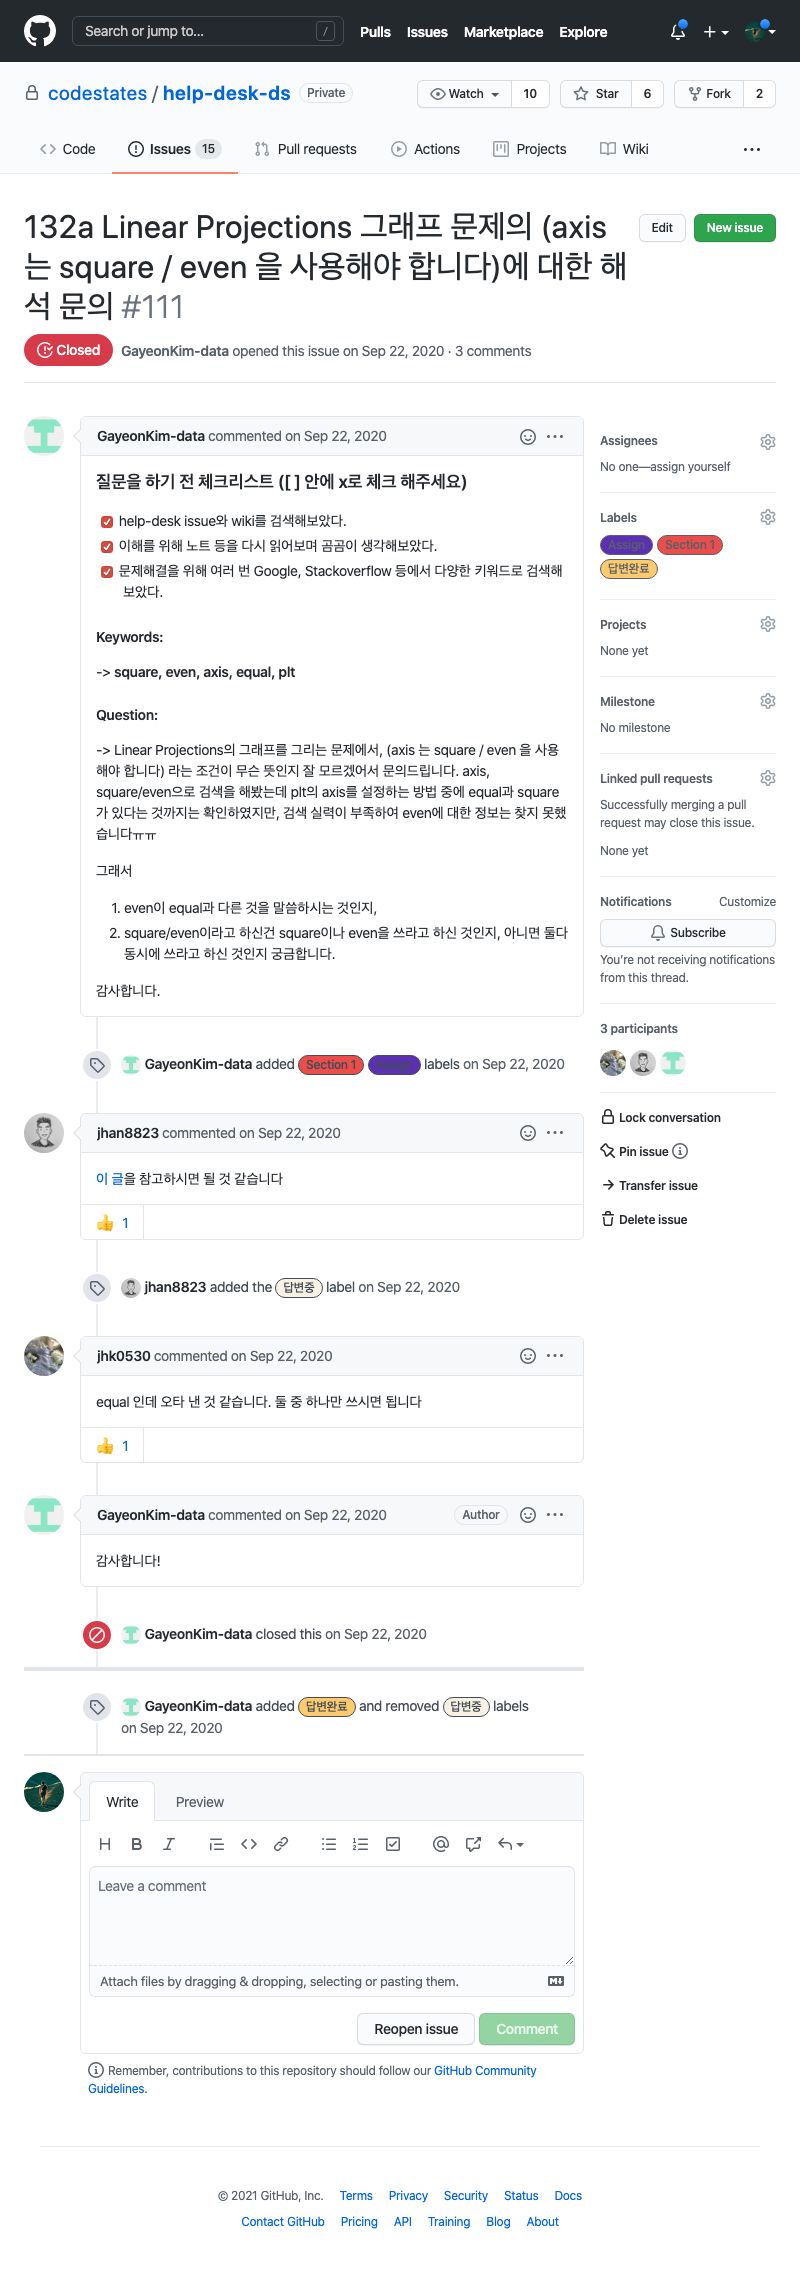 Search or jump to...
/
Pulls
Issues
Marketplace
Explore
codestates / help-desk-ds
Private
Watch
10
Star
6
Fork
2
Code
Issues
15
Pull requests
Actions
Projects
Wiki
132a Linear Projections 그래프 문제의 (axis
는 square / even 을 사용해야 합니다)에 대한 해
석 문의 #111
Edit
New issue
Closed
GayeonKim-data opened this issue on Sep 22, 2020 · 3 comments
GayeonKim-data commented on Sep 22, 2020
질문을 하기 전 체크리스트 ([ ] 안에 x로 체크 해주세요)
help-desk issue와 wiki를 검색해보았다.
이해를 위해 노트 등을 다시 읽어보며 곰곰이 생각해보았다.
문제해결을 위해 여러 번 Google, Stackoverflow 등에서 다양한 키워드로 검색해
보았다.
Keywords:
-> square, even, axis, equal, plt
Question:
-> Linear Projections의 그래프를 그리는 문제에서, (axis 는 square / even 을 사용
해야 합니다) 라는 조건이 무슨 뜻인지 잘 모르겠어서 문의드립니다. axis,
square/even으로 검색을 해봤는데 plt의 axis를 설정하는 방법 중에 equal과 square
가 있다는 것까지는 확인하였지만, 검색 실력이 부족하여 even에 대한 정보는 찾지 못했
습니다ㅠㅠ
그래서
1. even이 equal과 다른 것을 말씀하시는 것인지,
2. square/even이라고 하신건 square이나 even을 쓰라고 하신 것인지, 아니면 둘다
동시에 쓰라고 하신 것인지 궁금합니다.
감사합니다.
GayeonKim-data added Section 1 Assign labels on Sep 22, 2020
jhan8823 commented on Sep 22, 2020
이 글을 참고하시면 될 것 같습니다
1
jhan8823 added the 답변중 label on Sep 22, 2020
jhk0530 commented on Sep 22, 2020
equal 인데 오타 낸 것 같습니다. 둘 중 하나만 쓰시면 됩니다
1
GayeonKim-data commented on Sep 22, 2020
Author
감사합니다!
GayeonKim-data closed this on Sep 22, 2020
GayeonKim-data added 답변완료 and removed 답변중 labels
on Sep 22, 2020
Write
Preview
Leave a comment
Attach files by dragging & dropping, selecting or pasting them.
Reopen issue
Comment
Remember, contributions to this repository should follow our GitHub Community
Guidelines.
Assignees
No one—assign yourself
Labels
Assign
Section 1
답변완료
Projects
None yet
Milestone
No milestone
Linked pull requests
Successfully merging a pull
request may close this issue.
None yet
Notifications
Customize
Subscribe
You're not receiving notifications
from this thread.
3 participants
Lock conversation
Pin issue
Transfer issue
Delete issue
© 2021 GitHub, Inc.
Terms
Privacy
Security
Status
Docs
Contact GitHub
Pricing
API
Training
Blog
About